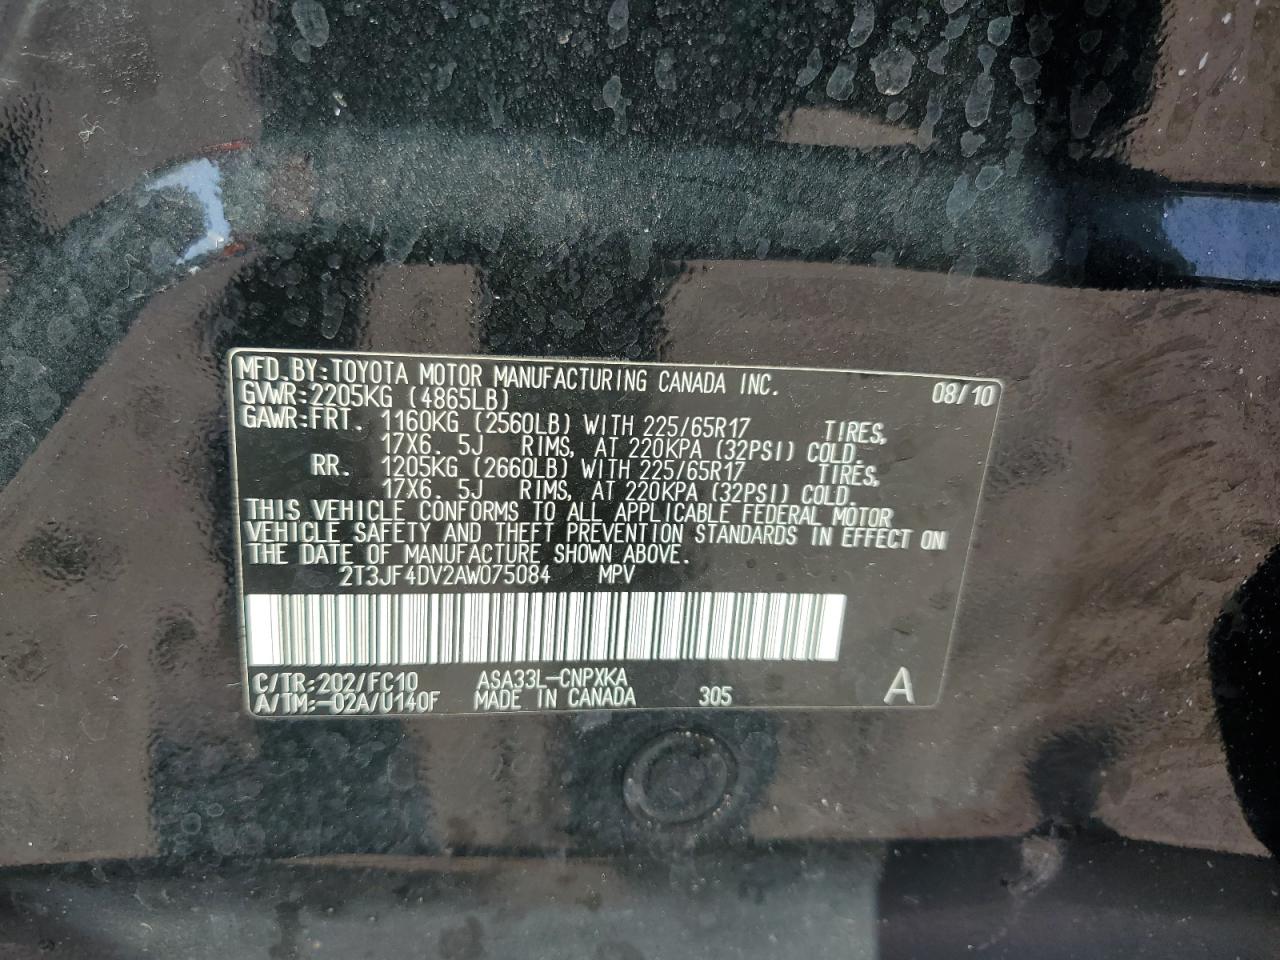 MFD. BY: TOYOTA MOTOR MANUFACTURING CANADA INC. 08/10
GVWR: 2205KG (4865LB)
GAWR: FRT. 1160KG (2560LB) WITH 225/65R17 TIRES,
17X6. 5J RIMS, AT 220KPA (32PSI) COLD.
RR. 1205KG (2660LB) WITH 225/65R17 TIRES,
17X6. 5J RIMS, AT 220KPA (32PSI) COLD.
THIS VEHICLE CONFORMS TO ALL APPLICABLE FEDERAL MOTOR
VEHICLE SAFETY AND THEFT PREVENTION STANDARDS IN EFFECT ON
THE DATE OF MANUFACTURE SHOWN ABOVE.
2T3JF4DV2AW075084 MPV
C/TR: 202/FC10 ASA33L-CNPXKA
A/TM: -02A/U140F MADE IN CANADA 305 A